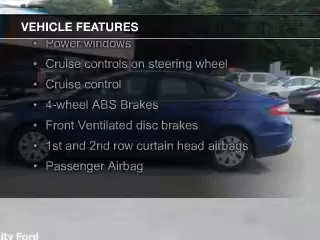 VEHICLE FEATURES
• Power windows
• Cruise controls on steering wheel
• Cruise control
• 4-wheel ABS Brakes
• Front Ventilated disc brakes
• 1st and 2nd row curtain head airbags
• Passenger Airbag
ity Ford